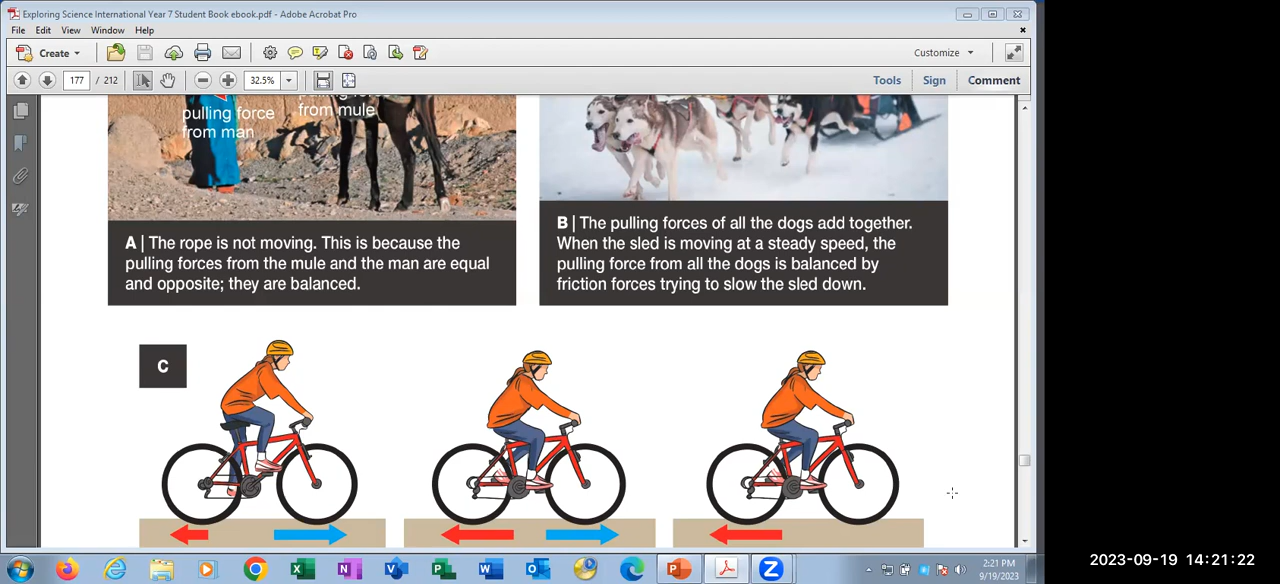 Exploring Science International Year 7 Student Book ebook.pdf - Adobe Acrobat Pro
File Edit View Window Help
Create
Customize
177 / 212
32.5%
Tools Sign Comment
pulling force
from man
pulling force
from mule
A | The rope is not moving. This is because the
pulling forces from the mule and the man are equal
and opposite; they are balanced.
B | The pulling forces of all the dogs add together.
When the sled is moving at a steady speed, the
pulling force from all the dogs is balanced by
friction forces trying to slow the sled down.
C
2:21 PM
9/19/2023
2023-09-19 14:21:22